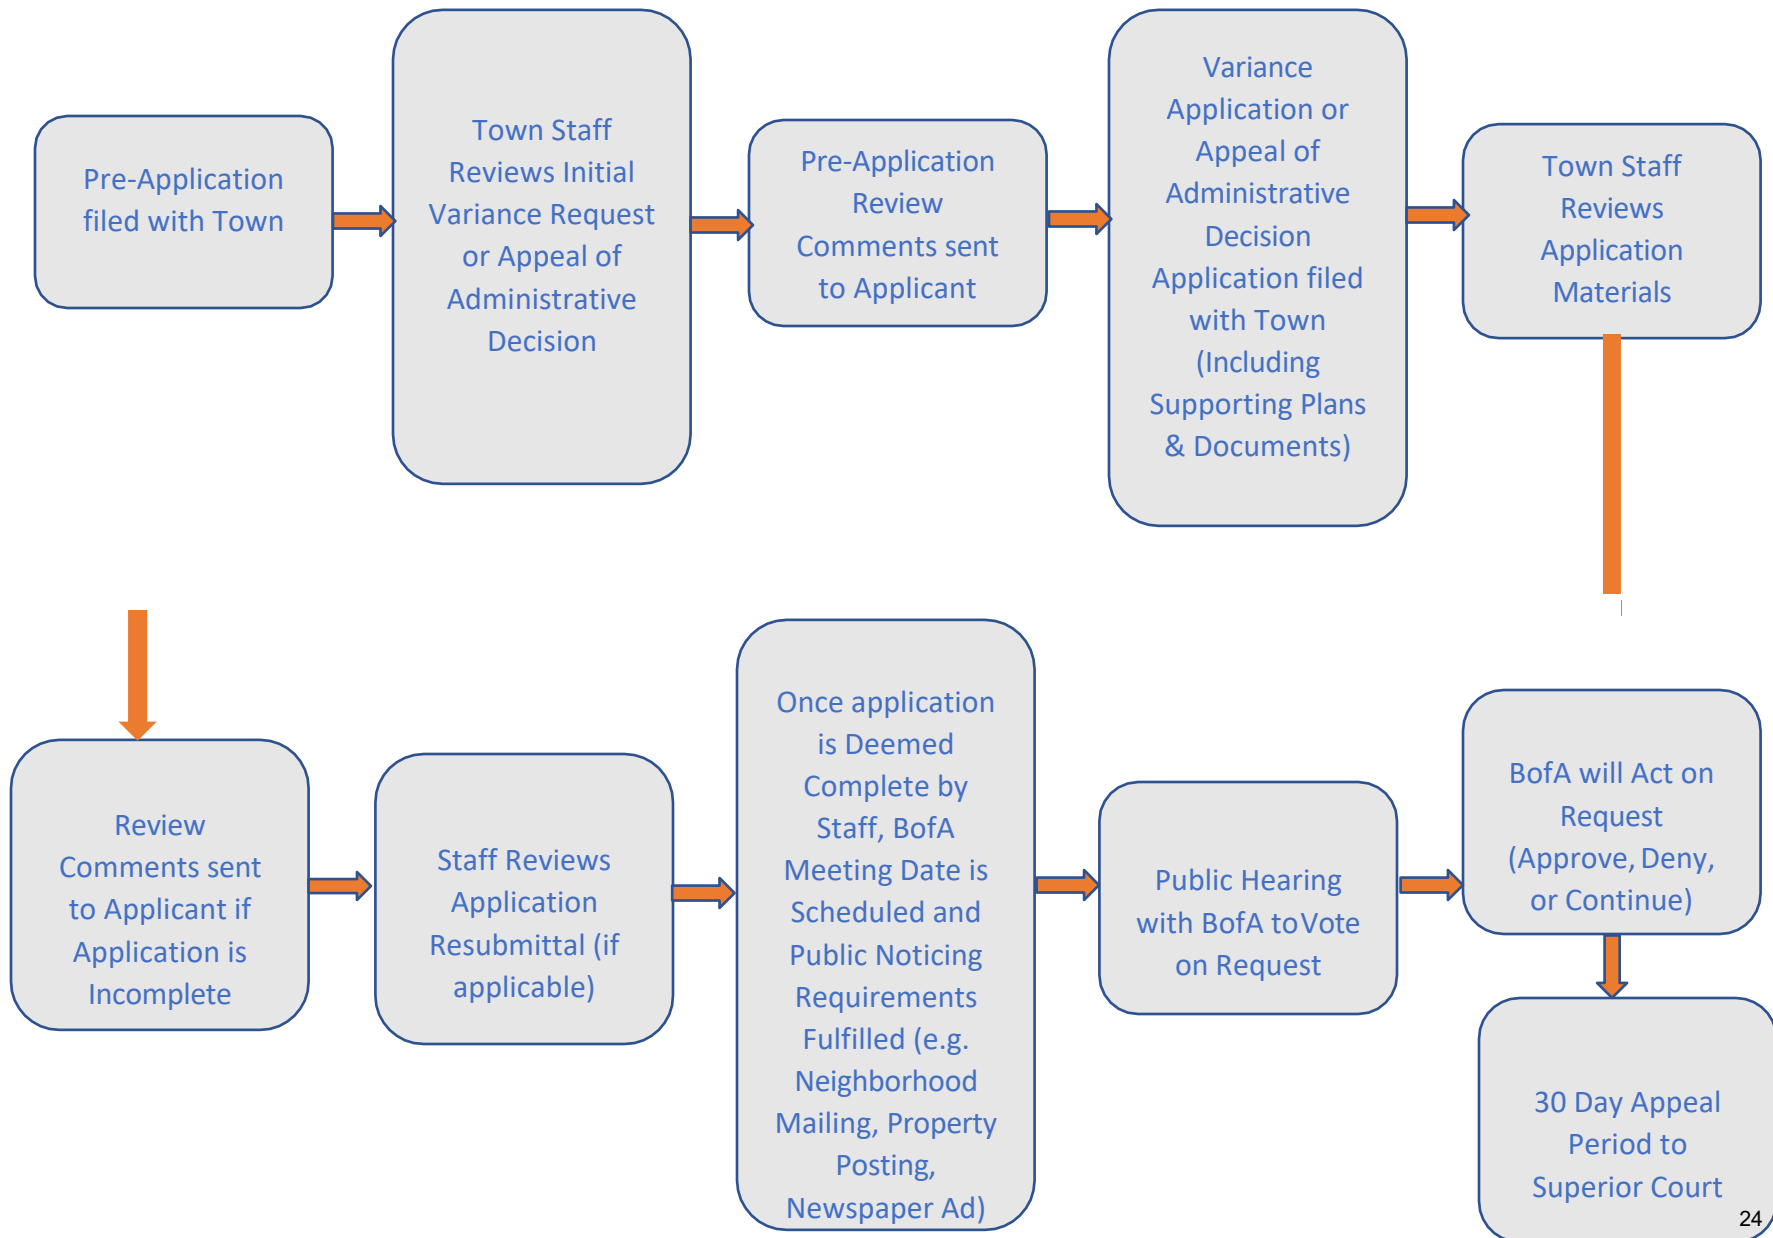 Pre-Application
filed with Town
Town Staff
Reviews Initial
Variance Request
or Appeal of
Administrative
Decision
Pre-Application
Review
Comments sent
to Applicant
Variance
Application or
Appeal of
Administrative
Decision
Application filed
with Town
(Including
Supporting Plans
& Documents)
Town Staff
Reviews
Application
Materials
Review
Comments sent
to Applicant if
Application is
Incomplete
Staff Reviews
Application
Resubmittal (if
applicable)
Once application
is Deemed
Complete by
Staff, BofA
Meeting Date is
Scheduled and
Public Noticing
Requirements
Fulfilled (e.g.
Neighborhood
Mailing, Property
Posting,
Newspaper Ad)
Public Hearing
with BofA toVote
on Request
BofA will Act on
Request
(Approve, Deny,
or Continue)
30 Day Appeal
Period to
Superior Court
24